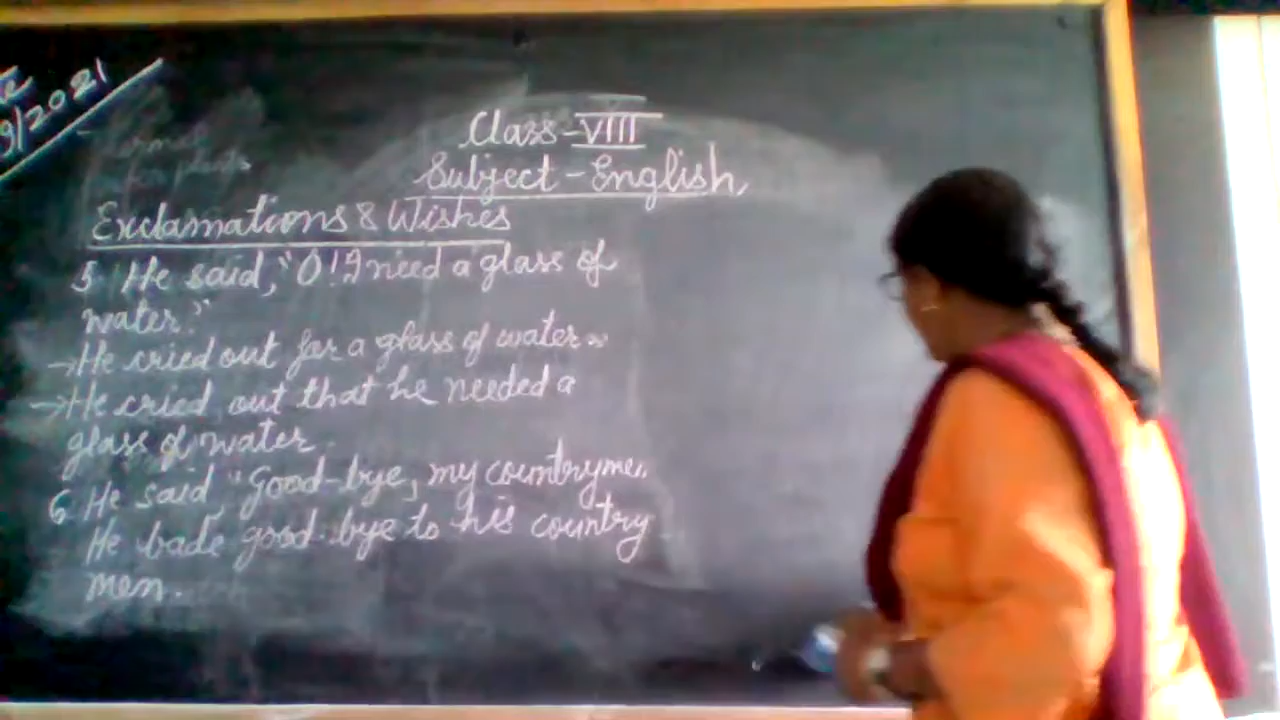 9/2021
Class-VIII
Subject-English,
Exclamations & Wishes
5 He said, "O! I need a glass of
water."
→He cried out for a glass of water.
→He cried out that he needed a
glass of water.
6. He said, "Good-bye, my countryme.
He bade good-bye to his country
men.